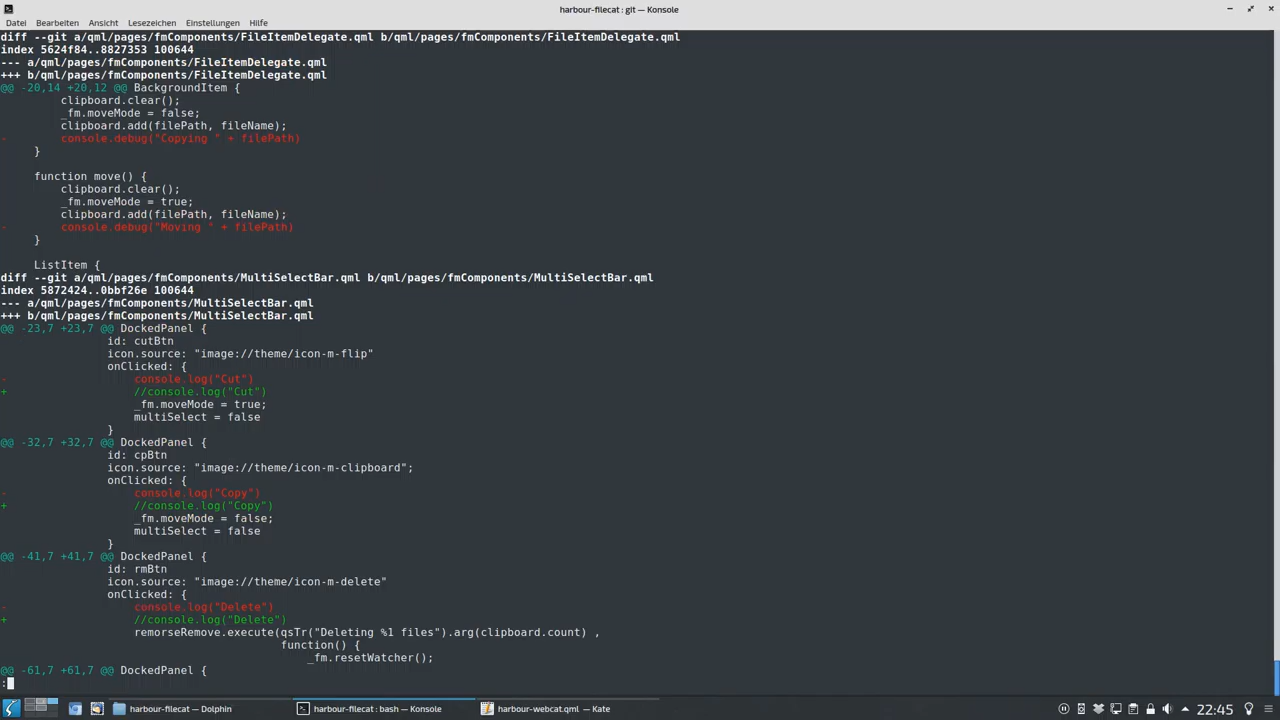 harbour-filecat : git — Konsole
Datei Bearbeiten Ansicht Lesezeichen Einstellungen Hilfe
diff --git a/qml/pages/fmComponents/FileItemDelegate.qml b/qml/pages/fmComponents/FileItemDelegate.qml
index 5624f84..8827353 100644
--- a/qml/pages/fmComponents/FileItemDelegate.qml
+++ b/qml/pages/fmComponents/FileItemDelegate.qml
@@ -20,14 +20,12 @@ BackgroundItem {
         clipboard.clear();
         _fm.moveMode = false;
         clipboard.add(filePath, fileName);
-        console.debug("Copying " + filePath)
     }

     function move() {
         clipboard.clear();
         _fm.moveMode = true;
         clipboard.add(filePath, fileName);
-        console.debug("Moving " + filePath)
     }

     ListItem {
diff --git a/qml/pages/fmComponents/MultiSelectBar.qml b/qml/pages/fmComponents/MultiSelectBar.qml
index 5872424..0bbf26e 100644
--- a/qml/pages/fmComponents/MultiSelectBar.qml
+++ b/qml/pages/fmComponents/MultiSelectBar.qml
@@ -23,7 +23,7 @@ DockedPanel {
                id: cutBtn
                icon.source: "image://theme/icon-m-flip"
                onClicked: {
-                   console.log("Cut")
+                   //console.log("Cut")
                    _fm.moveMode = true;
                    multiSelect = false
                }
@@ -32,7 +32,7 @@ DockedPanel {
                id: cpBtn
                icon.source: "image://theme/icon-m-clipboard";
                onClicked: {
-                   console.log("Copy")
+                   //console.log("Copy")
                    _fm.moveMode = false;
                    multiSelect = false
                }
@@ -41,7 +41,7 @@ DockedPanel {
                id: rmBtn
                icon.source: "image://theme/icon-m-delete"
                onClicked: {
-                   console.log("Delete")
+                   //console.log("Delete")
                    remorseRemove.execute(qsTr("Deleting %1 files").arg(clipboard.count) ,
                                          function() {
                                              _fm.resetWatcher();
@@ -61,7 +61,7 @@ DockedPanel {
:
harbour-filecat — Dolphin harbour-filecat : bash — Konsole harbour-webcat.qml — Kate 22:45